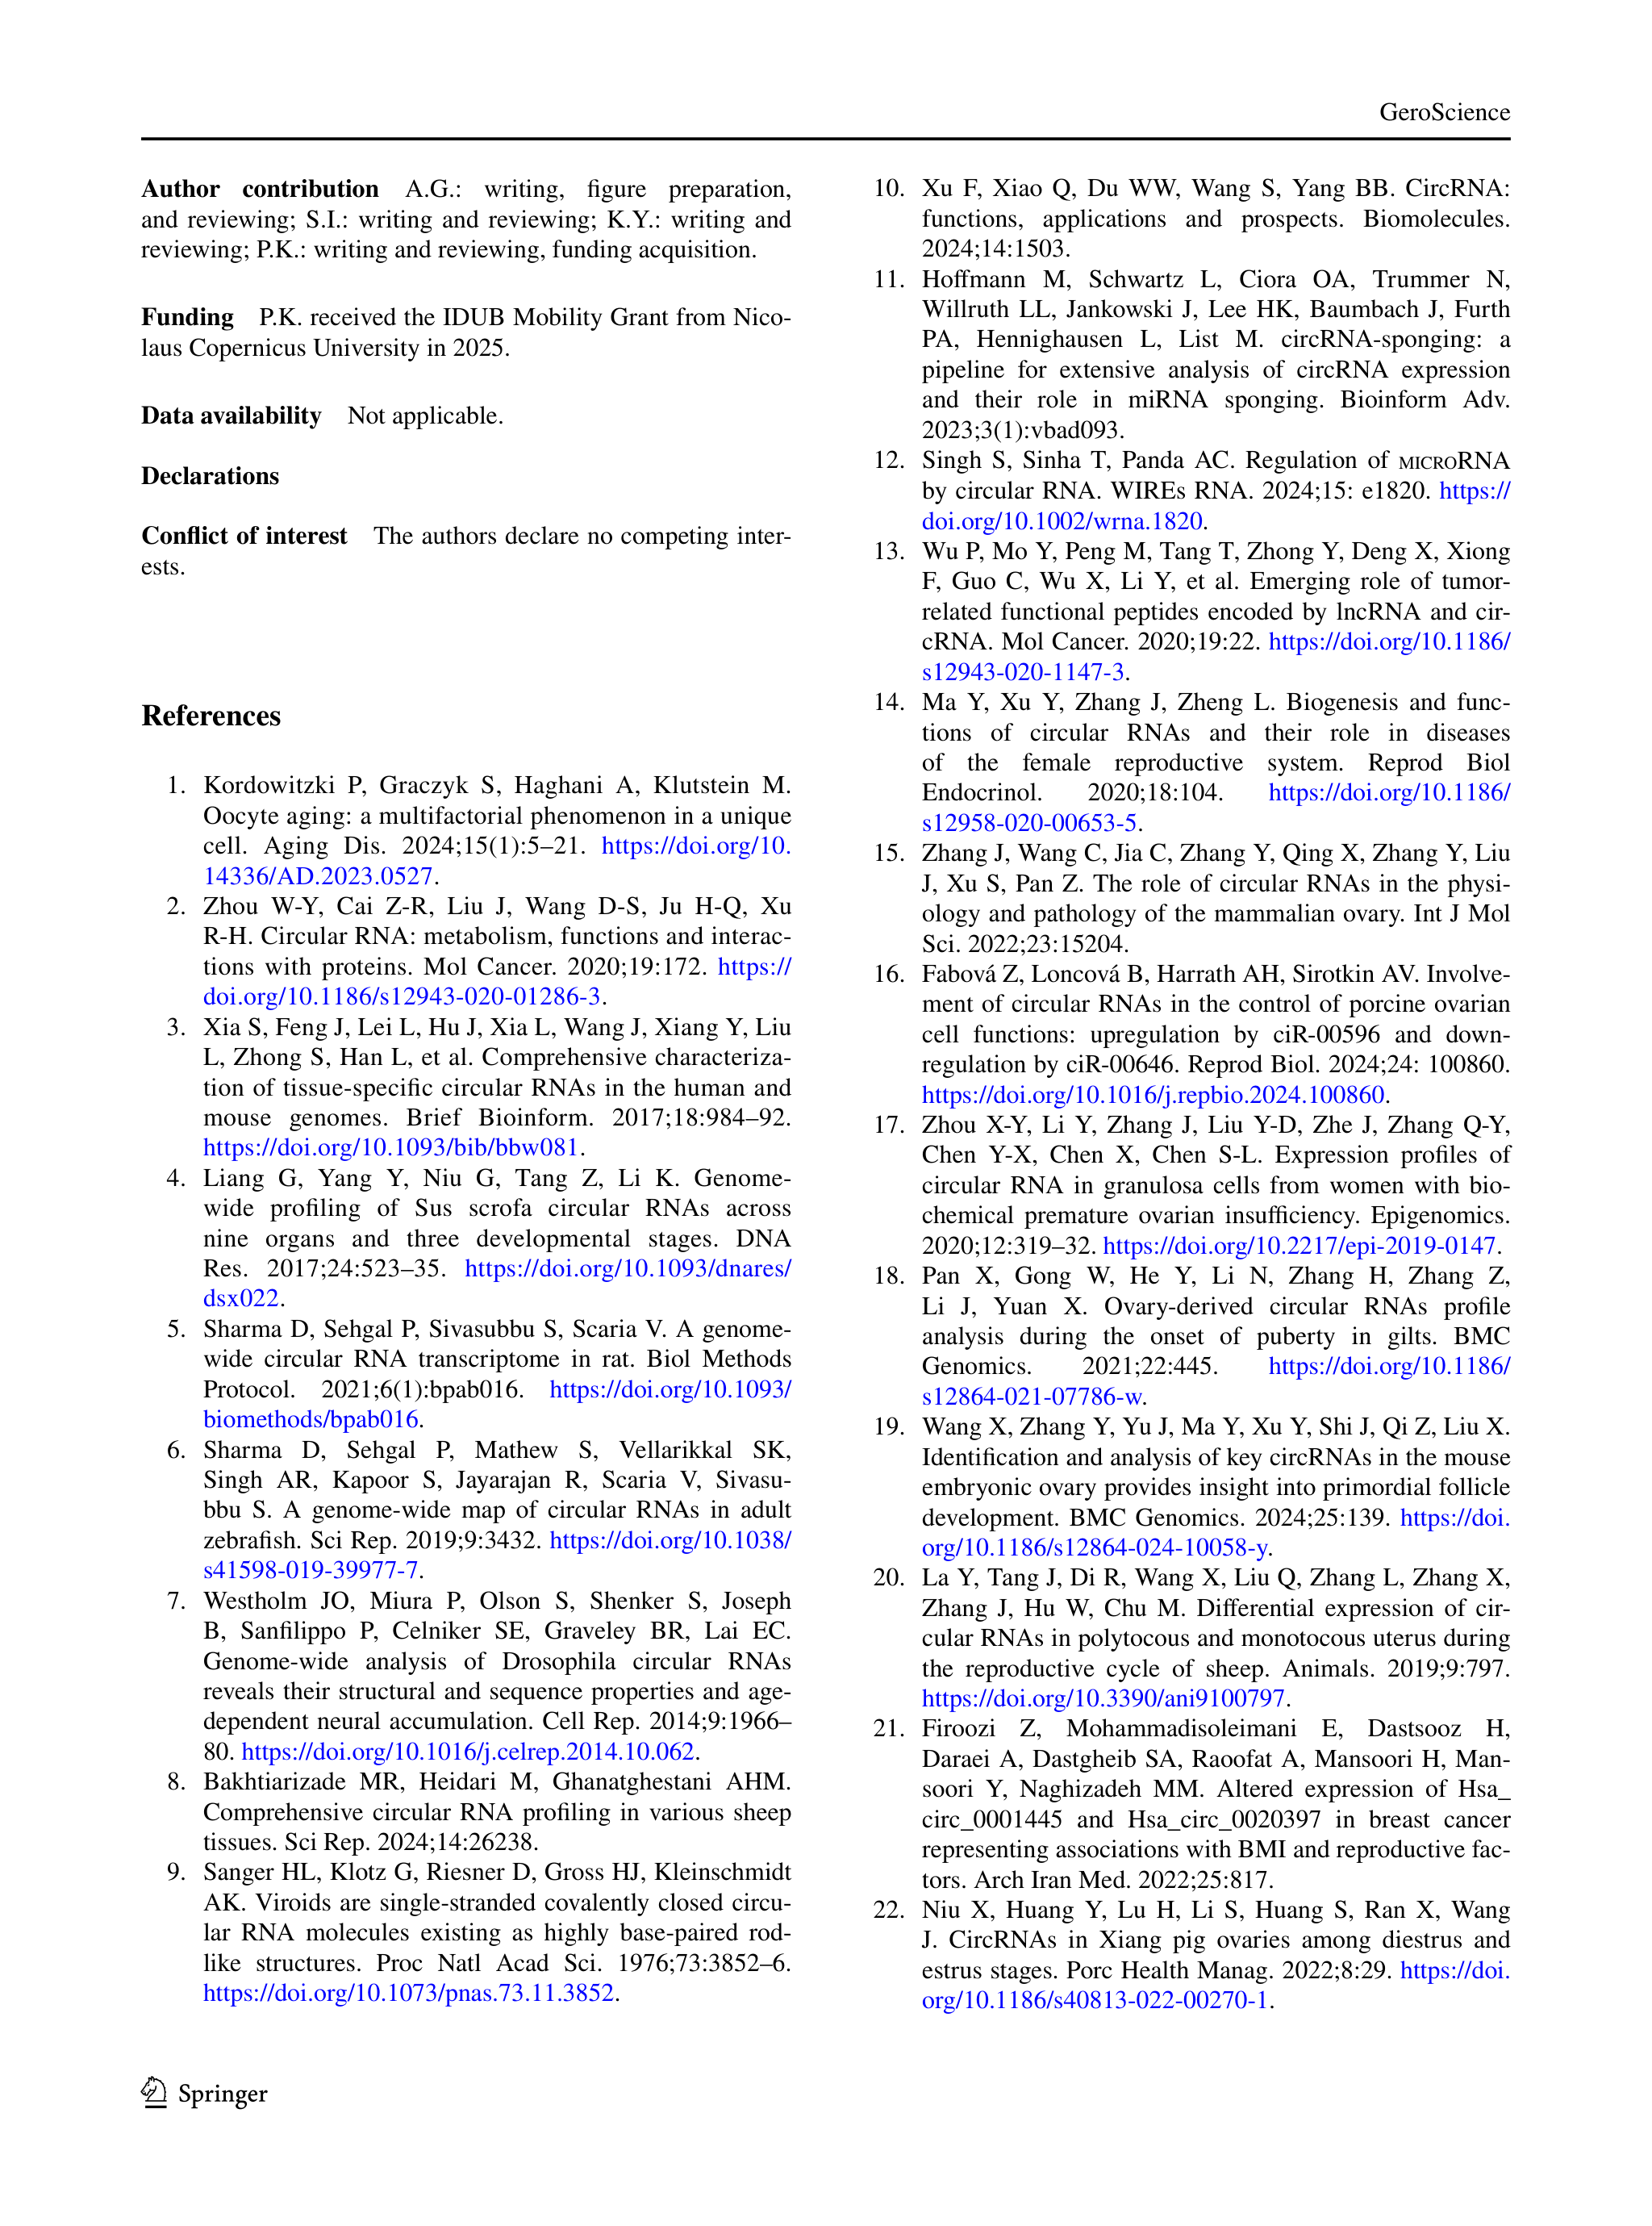 GeroScience
Author contribution A.G.: writing, figure preparation,
and reviewing; S.I.: writing and reviewing; K.Y.: writing and
reviewing; P.K.: writing and reviewing, funding acquisition.
Funding P.K. received the IDUB Mobility Grant from Nico-
laus Copernicus University in 2025.
Data availability Not applicable.
Declarations
Conflict of interest The authors declare no competing inter-
ests.
References
1. Kordowitzki P, Graczyk S, Haghani A, Klutstein M.
Oocyte aging: a multifactorial phenomenon in a unique
cell. Aging Dis. 2024;15(1):5–21. https://doi.org/10.
14336/AD.2023.0527.
2. Zhou W-Y, Cai Z-R, Liu J, Wang D-S, Ju H-Q, Xu
R-H. Circular RNA: metabolism, functions and interac-
tions with proteins. Mol Cancer. 2020;19:172. https://
doi.org/10.1186/s12943-020-01286-3.
3. Xia S, Feng J, Lei L, Hu J, Xia L, Wang J, Xiang Y, Liu
L, Zhong S, Han L, et al. Comprehensive characteriza-
tion of tissue-specific circular RNAs in the human and
mouse genomes. Brief Bioinform. 2017;18:984–92.
https://doi.org/10.1093/bib/bbw081.
4. Liang G, Yang Y, Niu G, Tang Z, Li K. Genome-
wide profiling of Sus scrofa circular RNAs across
nine organs and three developmental stages. DNA
Res. 2017;24:523–35. https://doi.org/10.1093/dnares/
dsx022.
5. Sharma D, Sehgal P, Sivasubbu S, Scaria V. A genome-
wide circular RNA transcriptome in rat. Biol Methods
Protocol. 2021;6(1):bpab016. https://doi.org/10.1093/
biomethods/bpab016.
6. Sharma D, Sehgal P, Mathew S, Vellarikkal SK,
Singh AR, Kapoor S, Jayarajan R, Scaria V, Sivasu-
bbu S. A genome-wide map of circular RNAs in adult
zebrafish. Sci Rep. 2019;9:3432. https://doi.org/10.1038/
s41598-019-39977-7.
7. Westholm JO, Miura P, Olson S, Shenker S, Joseph
B, Sanfilippo P, Celniker SE, Graveley BR, Lai EC.
Genome-wide analysis of Drosophila circular RNAs
reveals their structural and sequence properties and age-
dependent neural accumulation. Cell Rep. 2014;9:1966–
80. https://doi.org/10.1016/j.celrep.2014.10.062.
8. Bakhtiarizade MR, Heidari M, Ghanatghestani AHM.
Comprehensive circular RNA profiling in various sheep
tissues. Sci Rep. 2024;14:26238.
9. Sanger HL, Klotz G, Riesner D, Gross HJ, Kleinschmidt
AK. Viroids are single-stranded covalently closed circu-
lar RNA molecules existing as highly base-paired rod-
like structures. Proc Natl Acad Sci. 1976;73:3852–6.
https://doi.org/10.1073/pnas.73.11.3852.
10. Xu F, Xiao Q, Du WW, Wang S, Yang BB. CircRNA:
functions, applications and prospects. Biomolecules.
2024;14:1503.
11. Hoffmann M, Schwartz L, Ciora OA, Trummer N,
Willruth LL, Jankowski J, Lee HK, Baumbach J, Furth
PA, Hennighausen L, List M. circRNA-sponging: a
pipeline for extensive analysis of circRNA expression
and their role in miRNA sponging. Bioinform Adv.
2023;3(1):vbad093.
12. Singh S, Sinha T, Panda AC. Regulation of MICRORNA
by circular RNA. WIREs RNA. 2024;15: e1820. https://
doi.org/10.1002/wrna.1820.
13. Wu P, Mo Y, Peng M, Tang T, Zhong Y, Deng X, Xiong
F, Guo C, Wu X, Li Y, et al. Emerging role of tumor-
related functional peptides encoded by lncRNA and cir-
cRNA. Mol Cancer. 2020;19:22. https://doi.org/10.1186/
s12943-020-1147-3.
14. Ma Y, Xu Y, Zhang J, Zheng L. Biogenesis and func-
tions of circular RNAs and their role in diseases
of the female reproductive system. Reprod Biol
Endocrinol. 2020;18:104. https://doi.org/10.1186/
s12958-020-00653-5.
15. Zhang J, Wang C, Jia C, Zhang Y, Qing X, Zhang Y, Liu
J, Xu S, Pan Z. The role of circular RNAs in the physi-
ology and pathology of the mammalian ovary. Int J Mol
Sci. 2022;23:15204.
16. Fabová Z, Loncová B, Harrath AH, Sirotkin AV. Involve-
ment of circular RNAs in the control of porcine ovarian
cell functions: upregulation by ciR-00596 and down-
regulation by ciR-00646. Reprod Biol. 2024;24: 100860.
https://doi.org/10.1016/j.repbio.2024.100860.
17. Zhou X-Y, Li Y, Zhang J, Liu Y-D, Zhe J, Zhang Q-Y,
Chen Y-X, Chen X, Chen S-L. Expression profiles of
circular RNA in granulosa cells from women with bio-
chemical premature ovarian insufficiency. Epigenomics.
2020;12:319–32. https://doi.org/10.2217/epi-2019-0147.
18. Pan X, Gong W, He Y, Li N, Zhang H, Zhang Z,
Li J, Yuan X. Ovary-derived circular RNAs profile
analysis during the onset of puberty in gilts. BMC
Genomics. 2021;22:445. https://doi.org/10.1186/
s12864-021-07786-w.
19. Wang X, Zhang Y, Yu J, Ma Y, Xu Y, Shi J, Qi Z, Liu X.
Identification and analysis of key circRNAs in the mouse
embryonic ovary provides insight into primordial follicle
development. BMC Genomics. 2024;25:139. https://doi.
org/10.1186/s12864-024-10058-y.
20. La Y, Tang J, Di R, Wang X, Liu Q, Zhang L, Zhang X,
Zhang J, Hu W, Chu M. Differential expression of cir-
cular RNAs in polytocous and monotocous uterus during
the reproductive cycle of sheep. Animals. 2019;9:797.
https://doi.org/10.3390/ani9100797.
21. Firoozi Z, Mohammadisoleimani E, Dastsooz H,
Daraei A, Dastgheib SA, Raoofat A, Mansoori H, Man-
soori Y, Naghizadeh MM. Altered expression of Hsa_
circ_0001445 and Hsa_circ_0020397 in breast cancer
representing associations with BMI and reproductive fac-
tors. Arch Iran Med. 2022;25:817.
22. Niu X, Huang Y, Lu H, Li S, Huang S, Ran X, Wang
J. CircRNAs in Xiang pig ovaries among diestrus and
estrus stages. Porc Health Manag. 2022;8:29. https://doi.
org/10.1186/s40813-022-00270-1.
Springer